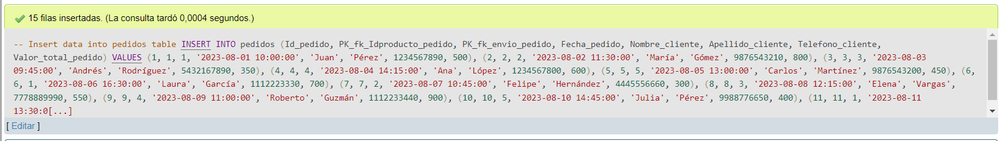 15 filas insertadas. (La consulta tardó 0,0004 segundos.)
-- Insert data into pedidos table INSERT INTO pedidos (Id_pedido, PK_fk_Idproducto_pedido, PK_fk_envio_pedido, Fecha_pedido, Nombre_cliente, Apellido_cliente, Telefono_cliente,
Valor_total_pedido) VALUES (1, 1, 1, '2023-08-01 10:00:00', 'Juan', 'Pérez', 1234567890, 500), (2, 2, 2, '2023-08-02 11:30:00', 'María', 'Gómez', 9876543210, 800), (3, 3, 3, '2023-08-03
09:45:00', 'Andrés', 'Rodríguez', 5432167890, 350), (4, 4, 4, '2023-08-04 14:15:00', 'Ana', 'López', 1234567800, 600), (5, 5, 5, '2023-08-05 13:00:00', 'Carlos', 'Martínez', 9876543200, 450), (6,
6, 1, '2023-08-06 16:30:00', 'Laura', 'García', 1112223330, 700), (7, 7, 2, '2023-08-07 10:45:00', 'Felipe', 'Hernández', 4445556660, 300), (8, 8, 3, '2023-08-08 12:15:00', 'Elena', 'Vargas',
7778889990, 550), (9, 9, 4, '2023-08-09 11:00:00', 'Roberto', 'Guzmán', 1112233440, 900), (10, 10, 5, '2023-08-10 14:45:00', 'Julia', 'Pérez', 9988776650, 400), (11, 11, 1, '2023-08-11
13:30:0[...]
[ Editar ]